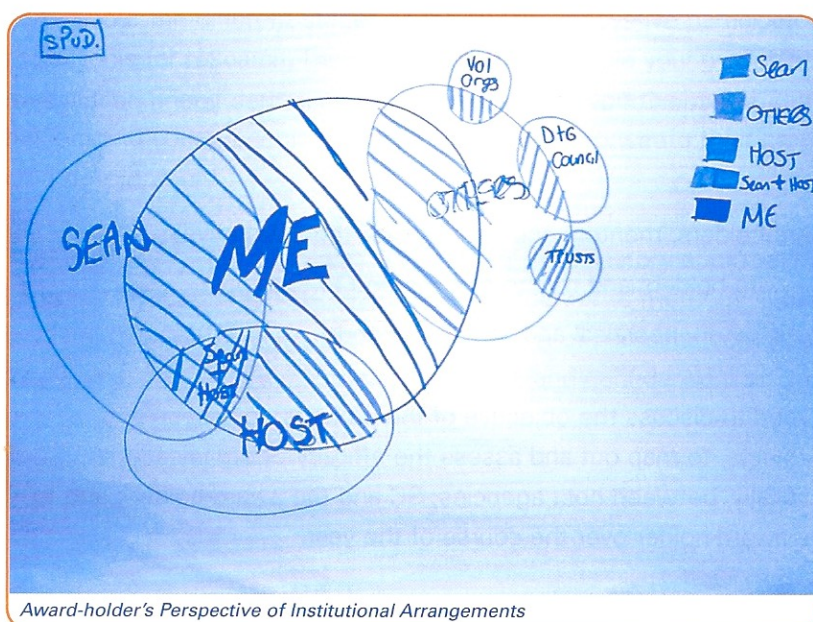 SPUD.
Vol
Orgs
D+G
Council
Trusts
OTHERS
SEAN
ME
Sean
+
Host
HOST
Sean
OTHERS
HOST
Sean + Host
ME
Award-holder's Perspective of Institutional Arrangements